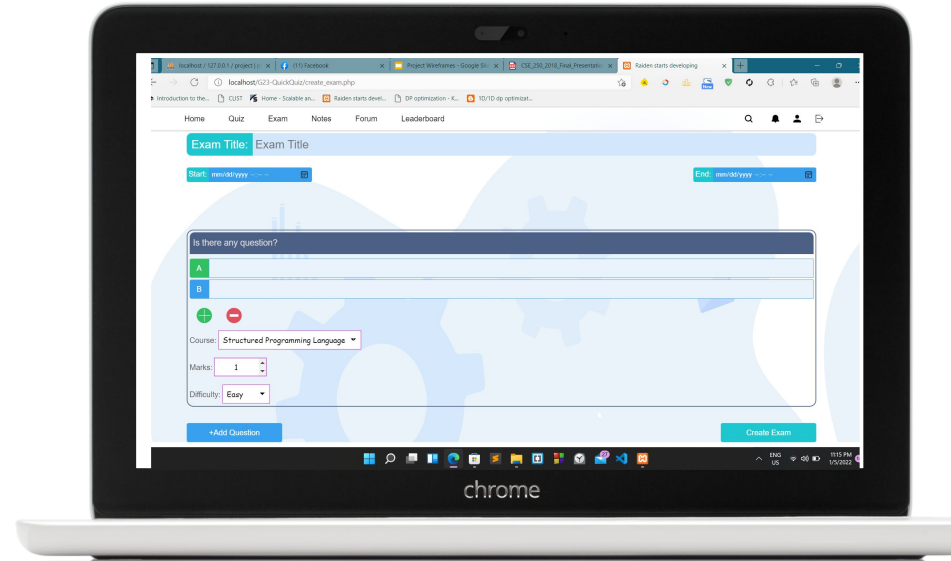 localhost / 127.0.0.1 / project |
(11) Facebook
Project Wireframes - Google Sli
CSE_250_2018_Final_Presentatio
Raiden starts developing
localhost/G23-QuickQuiz/create_exam.php
Introduction to the...
CLIST
Home - Scalable an...
Raiden starts devel...
DP optimization - K...
1D/1D dp optimizat...
Home Quiz Exam Notes Forum Leaderboard
Exam Title: Exam Title
Start: mm/dd/yyyy --:-- --
End: mm/dd/yyyy --:-- --
Is there any question?
A
B
Course: Structured Programming Language
Marks: 1
Difficulty: Easy
+Add Question
Create Exam
ENG
US
11:15 PM
1/5/2022
chrome